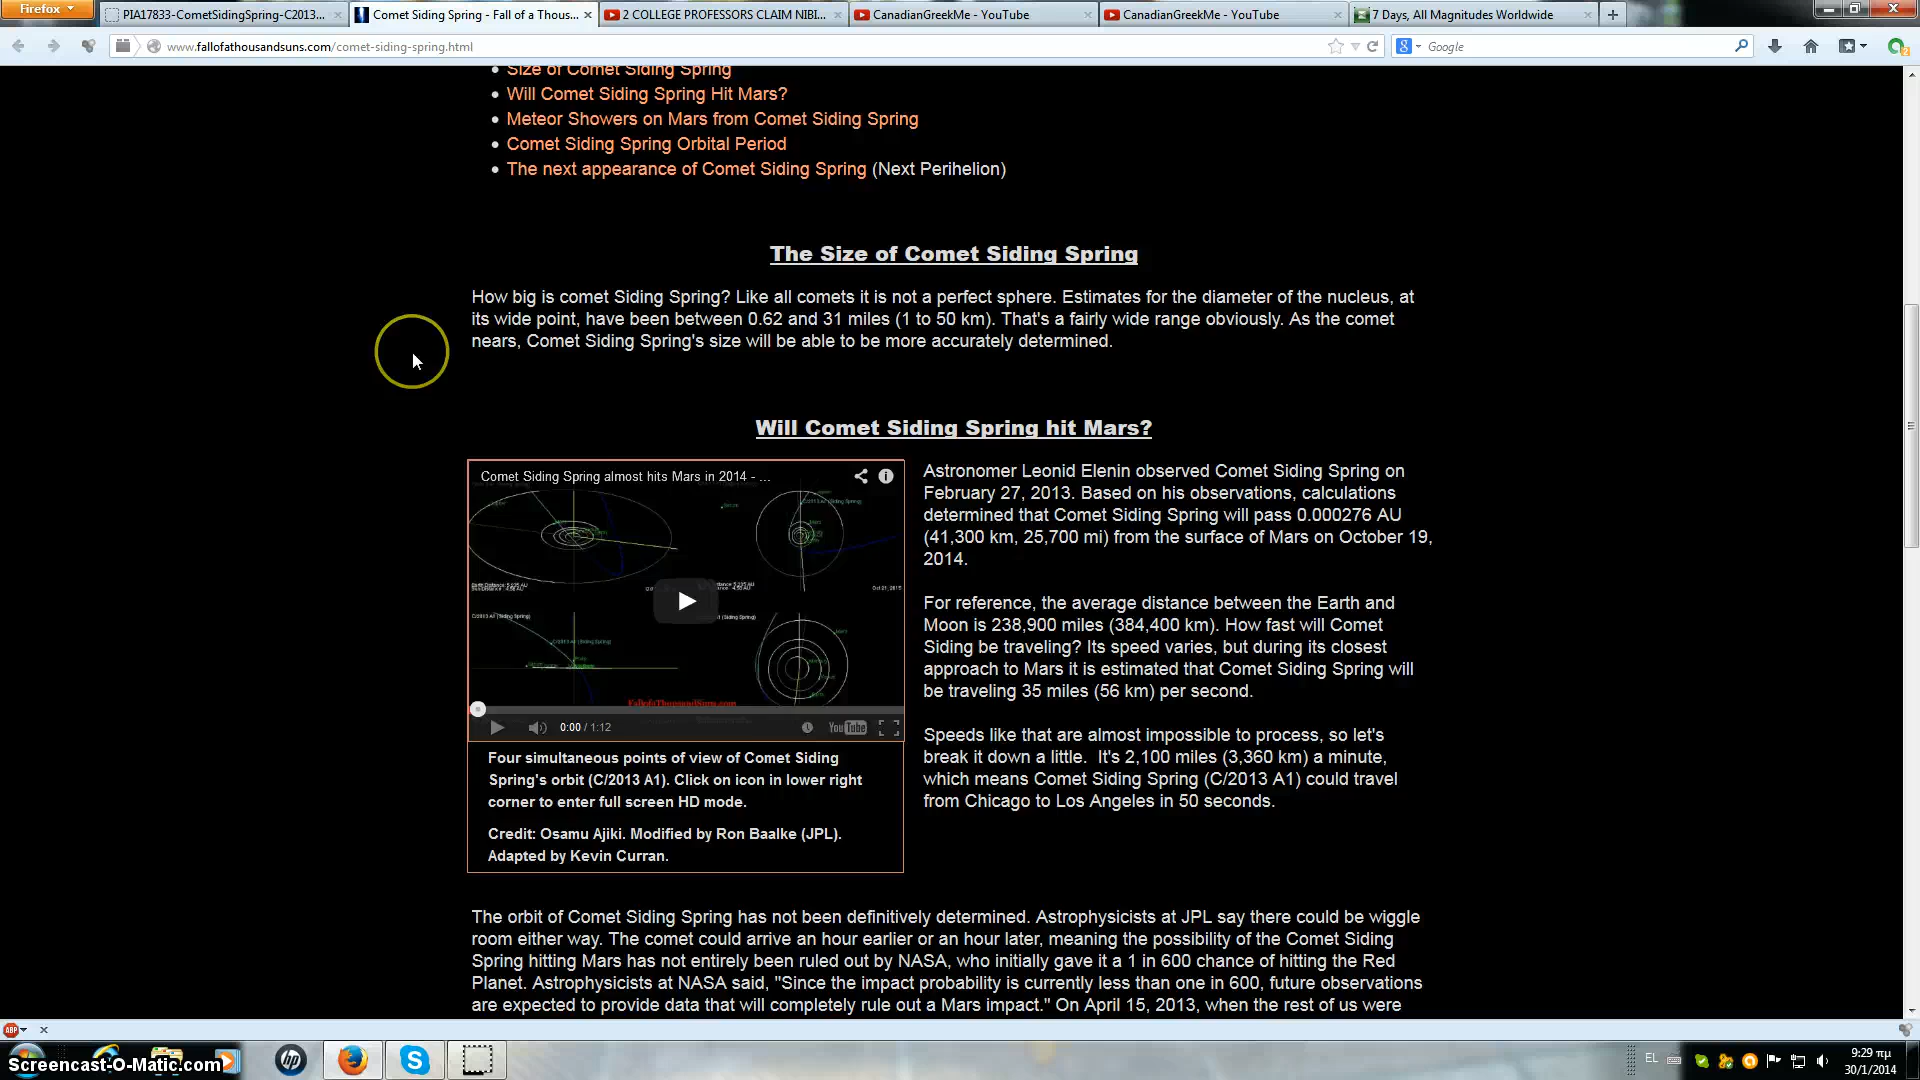 Firefox
PIA17833-CometSidingSpring-C2013...
Comet Siding Spring - Fall of a Thous...
2 COLLEGE PROFESSORS CLAIM NIBI...
CanadianGreekMe - YouTube
CanadianGreekMe - YouTube
7 Days, All Magnitudes Worldwide
www.fallofathousandsuns.com/comet-siding-spring.html
Google
Size of Comet Siding Spring
Will Comet Siding Spring Hit Mars?
Meteor Showers on Mars from Comet Siding Spring
Comet Siding Spring Orbital Period
The next appearance of Comet Siding Spring (Next Perihelion)
The Size of Comet Siding Spring
How big is comet Siding Spring? Like all comets it is not a perfect sphere. Estimates for the diameter of the nucleus, at
its wide point, have been between 0.62 and 31 miles (1 to 50 km). That's a fairly wide range obviously. As the comet
nears, Comet Siding Spring's size will be able to be more accurately determined.
Will Comet Siding Spring hit Mars?
Comet Siding Spring almost hits Mars in 2014 - ...
FallofaThousandSuns.com
0:00 / 1:12
YouTube
Four simultaneous points of view of Comet Siding
Spring's orbit (C/2013 A1). Click on icon in lower right
corner to enter full screen HD mode.
Credit: Osamu Ajiki. Modified by Ron Baalke (JPL).
Adapted by Kevin Curran.
Astronomer Leonid Elenin observed Comet Siding Spring on
February 27, 2013. Based on his observations, calculations
determined that Comet Siding Spring will pass 0.000276 AU
(41,300 km, 25,700 mi) from the surface of Mars on October 19,
2014.
For reference, the average distance between the Earth and
Moon is 238,900 miles (384,400 km). How fast will Comet
Siding be traveling? Its speed varies, but during its closest
approach to Mars it is estimated that Comet Siding Spring will
be traveling 35 miles (56 km) per second.
Speeds like that are almost impossible to process, so let's
break it down a little.  It's 2,100 miles (3,360 km) a minute,
which means Comet Siding Spring (C/2013 A1) could travel
from Chicago to Los Angeles in 50 seconds.
The orbit of Comet Siding Spring has not been definitively determined. Astrophysicists at JPL say there could be wiggle
room either way. The comet could arrive an hour earlier or an hour later, meaning the possibility of the Comet Siding
Spring hitting Mars has not entirely been ruled out by NASA, who initially gave it a 1 in 600 chance of hitting the Red
Planet. Astrophysicists at NASA said, "Since the impact probability is currently less than one in 600, future observations
are expected to provide data that will completely rule out a Mars impact." On April 15, 2013, when the rest of us were
ABP
Screencast-O-Matic.com
hp
EL
9:29 πμ
30/1/2014